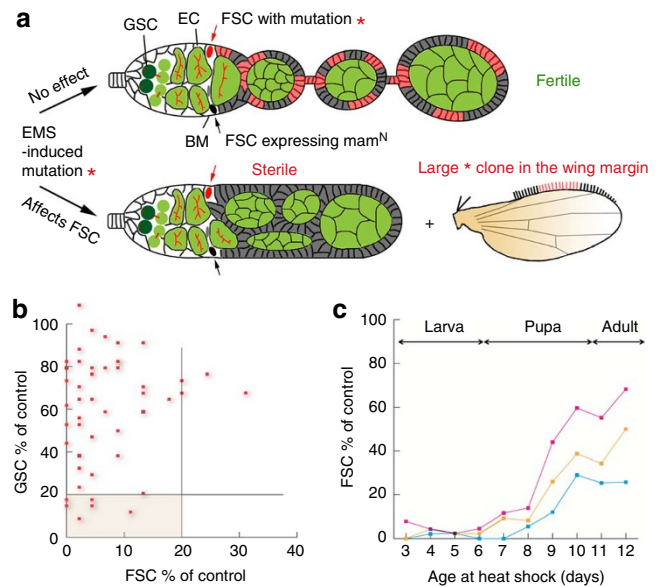 a
GSC
EC
FSC with mutation *
No effect
Fertile
BM
FSC expressing mamᴺ
EMS
-induced
mutation *
Affects FSC
Sterile
Large * clone in the wing margin
+
b
GSC % of control
100
80
60
40
20
0
0 10 20 30 40
FSC % of control
c
Larva Pupa Adult
FSC % of control
100
80
60
40
20
0
3 4 5 6 7 8 9 10 11 12
Age at heat shock (days)